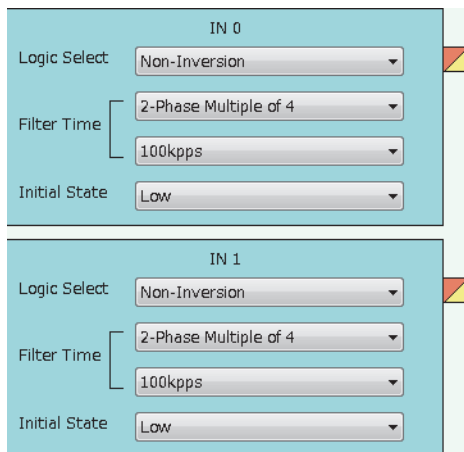 IN 0
Logic Select Non-Inversion
2-Phase Multiple of 4
Filter Time
100kpps
Initial State Low
IN 1
Logic Select Non-Inversion
2-Phase Multiple of 4
Filter Time
100kpps
Initial State Low